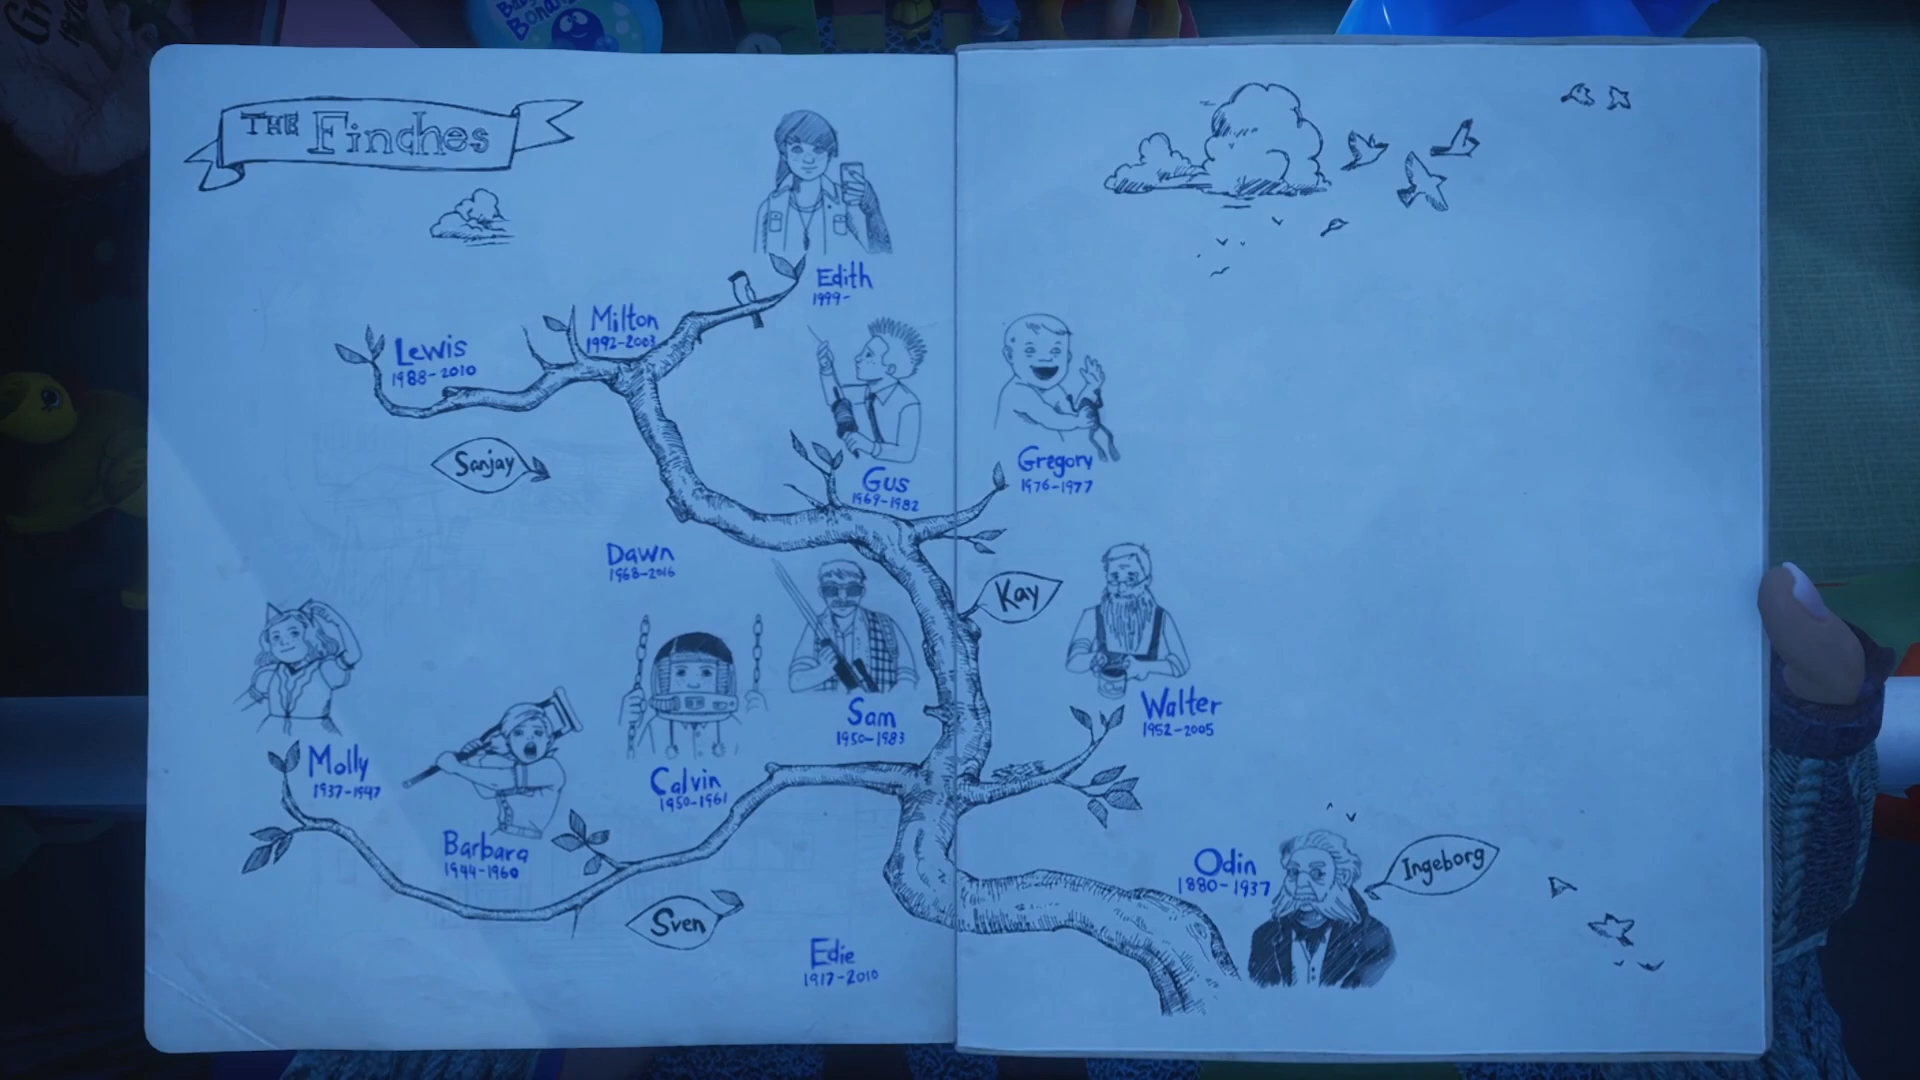 THE Finches
Edith
1999-
Milton
1992-2003
Lewis
1988-2010
Sanjay
Gus
1969-1982
Gregory
1976-1977
Dawn
1968-2016
Kay
Sam
1950-1983
Walter
1952-2005
Molly
1937-1947
Calvin
1950-1961
Barbara
1944-1960
Sven
Edie
1917-2010
Odin
1880-1937
Ingeborg